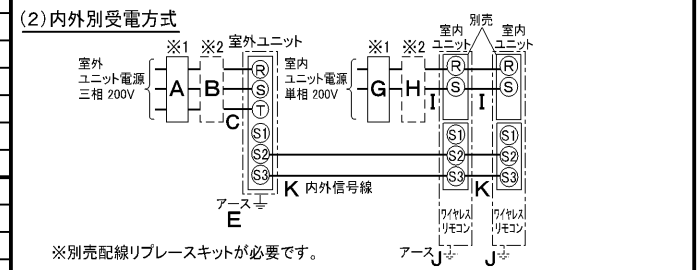 (2)内外別受電方式
※1 ※2 室外ユニット
室外
ユニット電源
三相 200V
A
B
C
R
S
T
S1
S2
S3
アース
E
※1 ※2
室内
ユニット電源
単相 200V
G
H
別売
室内
ユニット
室内
ユニット
R
S
I
R
S
I
S1
S2
S3
S1
S2
S3
K 内外信号線
K
ワイヤレス
リモコン
ワイヤレス
リモコン
アース J
J
※別売配線リプレースキットが必要です。